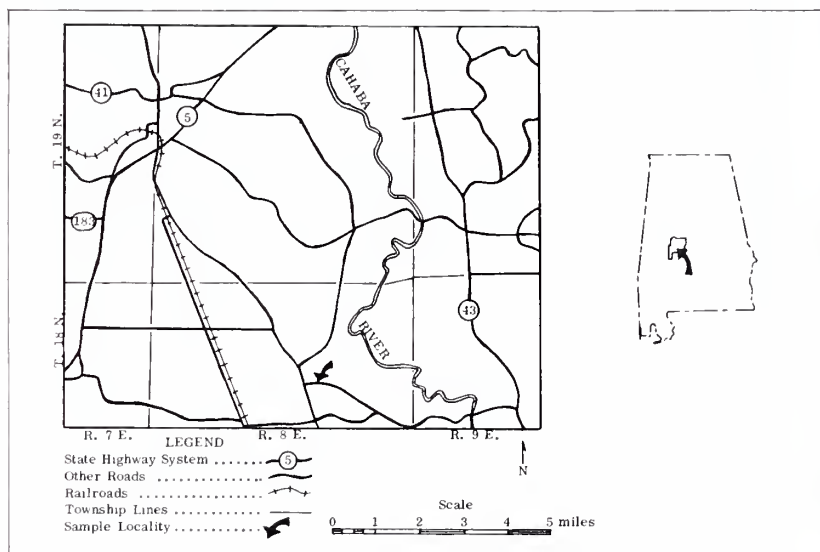 41
5
CAHABA
T. 19 N.
183
T. 18 N.
RIVER
43
R. 7 E.
R. 8 E.
R. 9 E.
LEGEND
State Highway System ...... 5
Other Roads ..............
Railroads ................
Township Lines ..........
Sample Locality ...........
N
Scale
0 1 2 3 4 5 miles